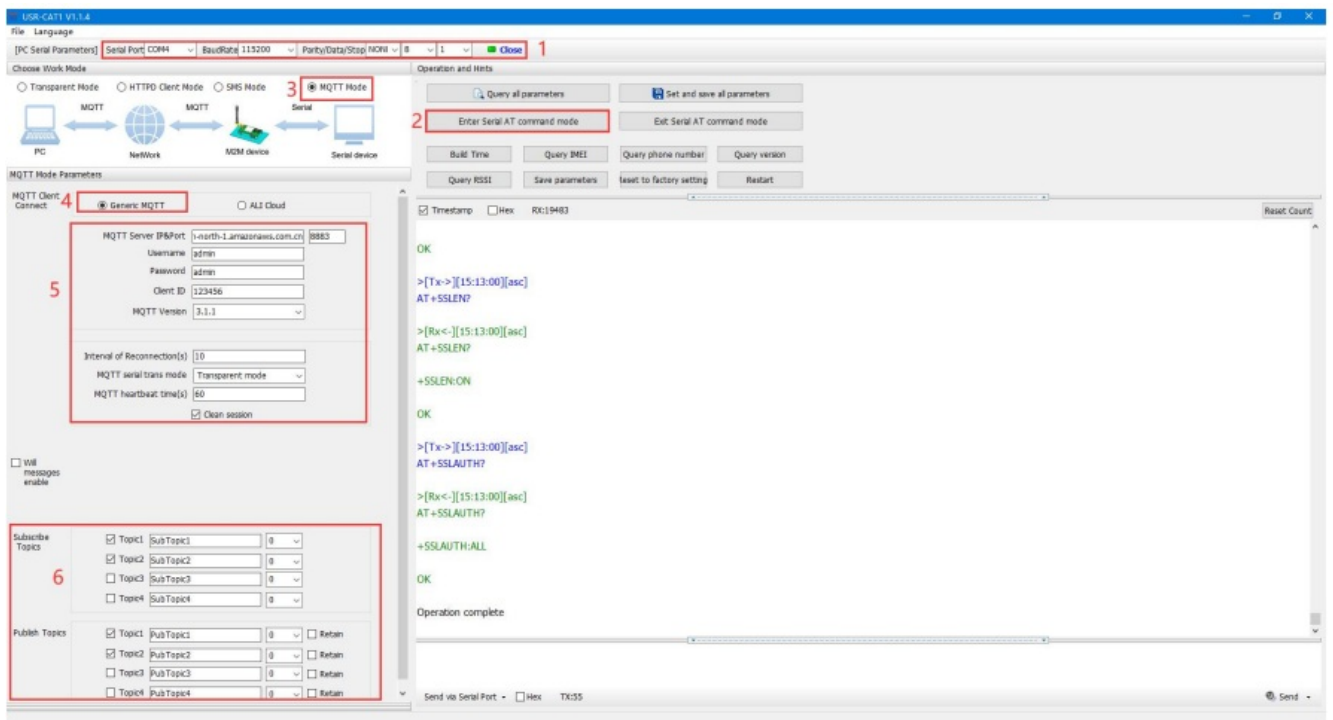 USR-CAT1 V1.1.4
File Language
[PC Serial Parameters] Serial Port COM4 BaudRate 115200 Parity/Data/Stop NONI 8 1 Close 1
Choose Work Mode
Transparent Mode HTTPD Client Mode SMS Mode 3 MQTT Mode
MQTT MQTT Serial
PC NetWork M2M device Serial device
MQTT Mode Parameters
MQTT Client Connect 4 Generic MQTT ALI Cloud
5
MQTT Server IP&Port n-north-1.amazonaws.com.cn 8883
Username admin
Password admin
Client ID 123456
MQTT Version 3.1.1
Interval of Reconnection(s) 10
MQTT serial trans mode Transparent mode
MQTT heartbeat time(s) 60
Clean session
Will
messages
enable
Subscribe
Topics
6
Topic1 SubTopic1 0
Topic2 SubTopic2 0
Topic3 SubTopic3 0
Topic4 SubTopic4 0
Publish Topics
Topic1 PubTopic1 0 Retain
Topic2 PubTopic2 0 Retain
Topic3 PubTopic3 0 Retain
Topic4 PubTopic4 0 Retain
Operation and Hints
Query all parameters Set and save all parameters
2 Enter Serial AT command mode Exit Serial AT command mode
Build Time Query IMEI Query phone number Query version
Query RSSI Save parameters Reset to factory setting Restart
Timestamp Hex RX:19483 Reset Count
OK
>[Tx->][15:13:00][asc]
AT+SSLEN?
>[Rx<-][15:13:00][asc]
AT+SSLEN?
+SSLEN:ON
OK
>[Tx->][15:13:00][asc]
AT+SSLAUTH?
>[Rx<-][15:13:00][asc]
AT+SSLAUTH?
+SSLAUTH:ALL
OK
Operation complete
Send via Serial Port Hex TX:55 Send